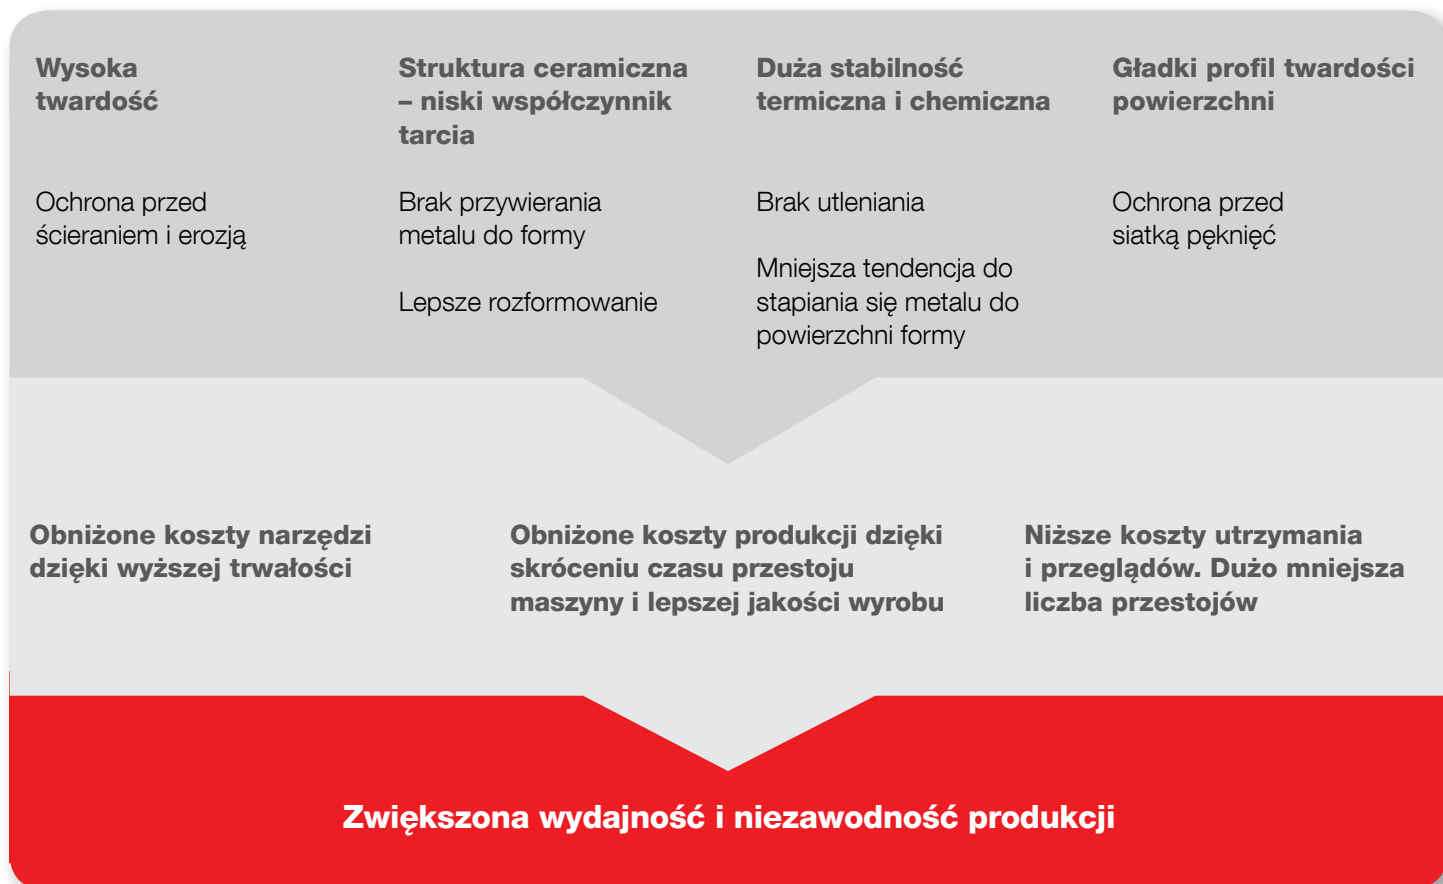 Wysoka
twardość
Struktura ceramiczna
– niski współczynnik
tarcia
Duża stabilność
termiczna i chemiczna
Gładki profil twardości
powierzchni
Ochrona przed
ścieraniem i erozją
Brak przywierania
metalu do formy
Lepsze rozformowanie
Brak utleniania
Mniejsza tendencja do
stapiania się metalu do
powierzchni formy
Ochrona przed
siatką pęknięć
Obniżone koszty narzędzi
dzięki wyższej trwałości
Obniżone koszty produkcji dzięki
skróceniu czasu przestoju
maszyny i lepszej jakości wyrobu
Niższe koszty utrzymania
i przeglądów. Dużo mniejsza
liczba przestojów
Zwiększona wydajność i niezawodność produkcji